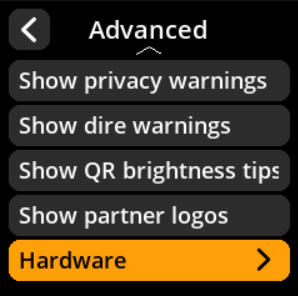 Advanced
Show privacy warnings
Show dire warnings
Show QR brightness tips
Show partner logos
Hardware